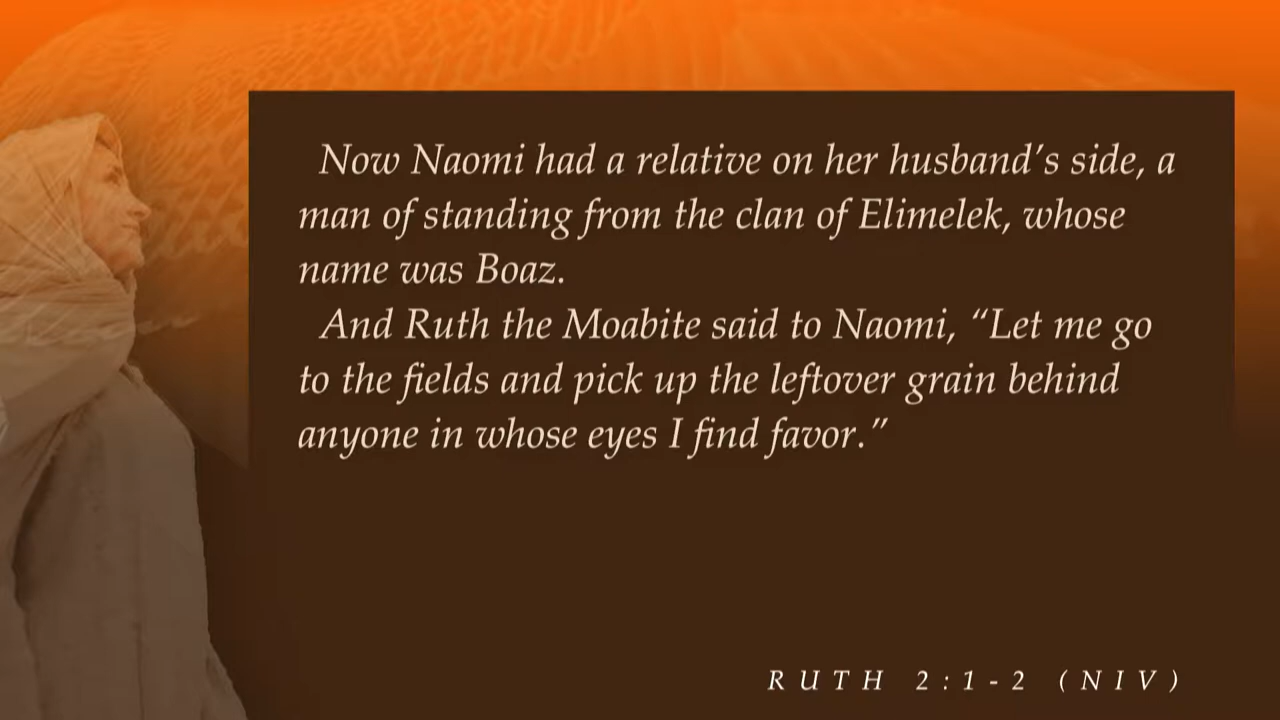 Now Naomi had a relative on her husband’s side, a
man of standing from the clan of Elimelek, whose
name was Boaz.
And Ruth the Moabite said to Naomi, “Let me go
to the fields and pick up the leftover grain behind
anyone in whose eyes I find favor.”
RUTH 2:1-2 (NIV)